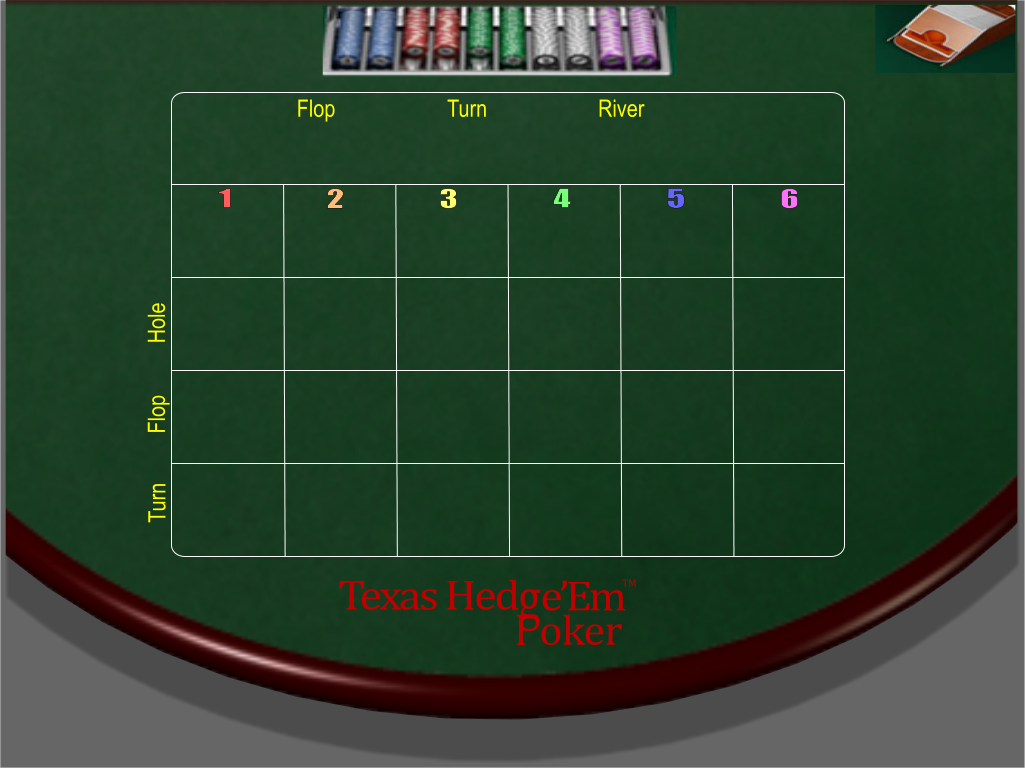 Flop Turn River
1 2 3 4 5 6
Hole
Flop
Turn
Texas Hedge'Em™
Poker